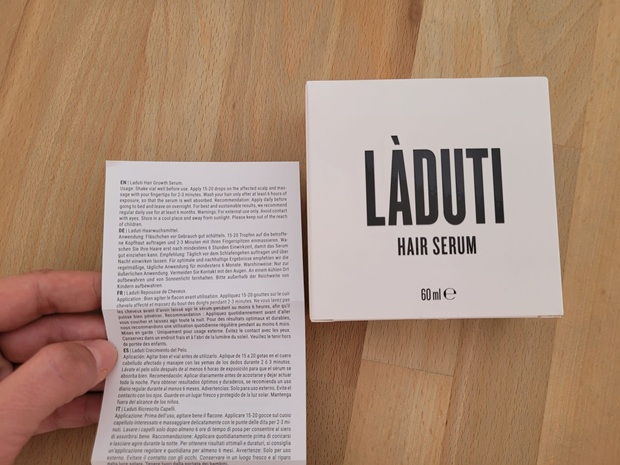 EN | Laduti Hair Growth Serum.
Usage: Shake vial well before use. Apply 15-20 drops on the affected scalp and mas-
sage with your fingertips for 2-3 minutes. Wash your hair only after at least 6 hours of
exposure, so that the serum is well absorbed. Recommendation: Apply daily before
going to bed and leave on overnight. For best and sustainable results, we recommend
regular daily use for at least 6 months. Warnings: For external use only. Avoid contact
with eyes. Store in a cool place and away from sunlight. Please keep out of the reach
of children.
DE | Laduti Haarwuchsmittel.
Anwendung: Fläschchen vor Gebrauch gut schütteln. 15-20 Tropfen auf die betroffe-
ne Kopfhaut auftragen und 2-3 Minuten mit Ihren Fingerspitzen einmassieren. Wa-
schen Sie Ihre Haare erst nach mindestens 6 Stunden Einwirkzeit, damit das Serum
gut einziehen kann. Empfehlung: Täglich vor dem Schlafengehen auftragen und über
Nacht einwirken lassen. Für optimale und nachhaltige Ergebnisse empfehlen wir die
regelmäßige, tägliche Anwendung für mindestens 6 Monate. Warnhinweise: Nur zur
äußerlichen Anwendung. Vermeiden Sie Kontakt mit den Augen. An einem kühlen Ort
aufbewahren und von Sonnenlicht fernhalten. Bitte außerhalb der Reichweite von
Kindern aufbewahren.
FR | Laduti Repousse de Cheveux.
Application: Bien agiter le flacon avant utilisation. Appliquez 15-20 gouttes sur le cuir
chevelu affecté et massez du bout des doigts pendant 2-3 minutes. Ne vous lavez pas
les cheveux avant d'avoir laissé agir le sérum pendant au moins 6 heures, afin qu'il
puisse bien pénétrer. Recommandation: Appliquez quotidiennement avant d'aller
vous coucher et laissez agir toute la nuit. Pour des résultats optimaux et durables,
nous recommandons une utilisation quotidienne régulière pendant au moins 6 mois.
Mises en garde : Uniquement pour usage externe. Évitez le contact avec les yeux.
Conservez dans un endroit frais et à l'abri de la lumière du soleil. Veuillez le tenir hors
de portée des enfants.
ES | Laduti Crecimiento del Pelo.
Aplicación: Agitar bien el vial antes de utilizarlo. Aplique de 15 a 20 gotas en el cuero
cabelludo afectado y masajee con las yemas de los dedos durante 2 ó 3 minutos.
Lávare el pelo sólo después de al menos 6 horas de exposición para que el sérum se
absorba bien. Recomendación: Aplicar diariamente antes de acostarse y dejar actuar
toda la noche. Para obtener resultados óptimos y duraderos, se recomienda un uso
diario regular durante al menos 6 meses. Advertencias: Sólo para uso externo. Evite el
contacto con los ojos. Guarde en un lugar fresco y protegido de la luz solar. Mantenga
fuera del alcance de los niños.
IT | Laduti Ricrescita Capelli.
Applicazione: Prima dell'uso, agitare bene il flacone. Applicare 15-20 gocce sul cuoio
capelluto interessato e massaggiare delicatamente con le punte delle dita per 2-3 mi-
nuti. Lavare i capelli solo dopo almeno 6 ore di tempo di posa per consentire al siero
di assorbirsi bene. Raccomandazione: Applicare quotidianamente prima di coricarsi
e lasciare agire durante la notte. Per ottenere risultati ottimali e duraturi, si consiglia
un'applicazione regolare e quotidiana per almeno 6 mesi. Avvertenze: Solo per uso
esterno. Evitare il contatto con gli occhi. Conservare in un luogo fresco e al riparo
LÀDUTI
HAIR SERUM
60 ml ℮